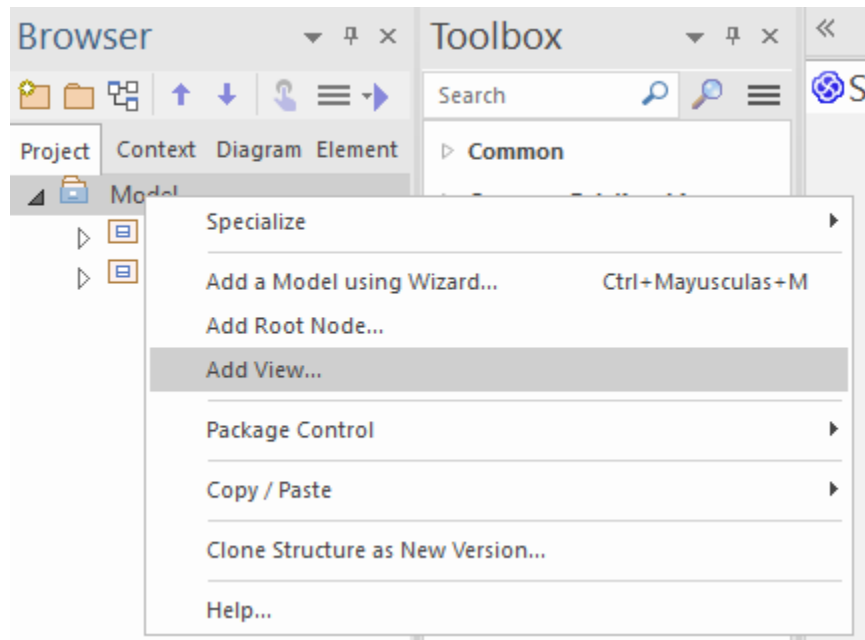 Browser
Toolbox
Search
Project Context Diagram Element
Common
Model
Specialize
Add a Model using Wizard... Ctrl+Mayusculas+M
Add Root Node...
Add View...
Package Control
Copy / Paste
Clone Structure as New Version...
Help...